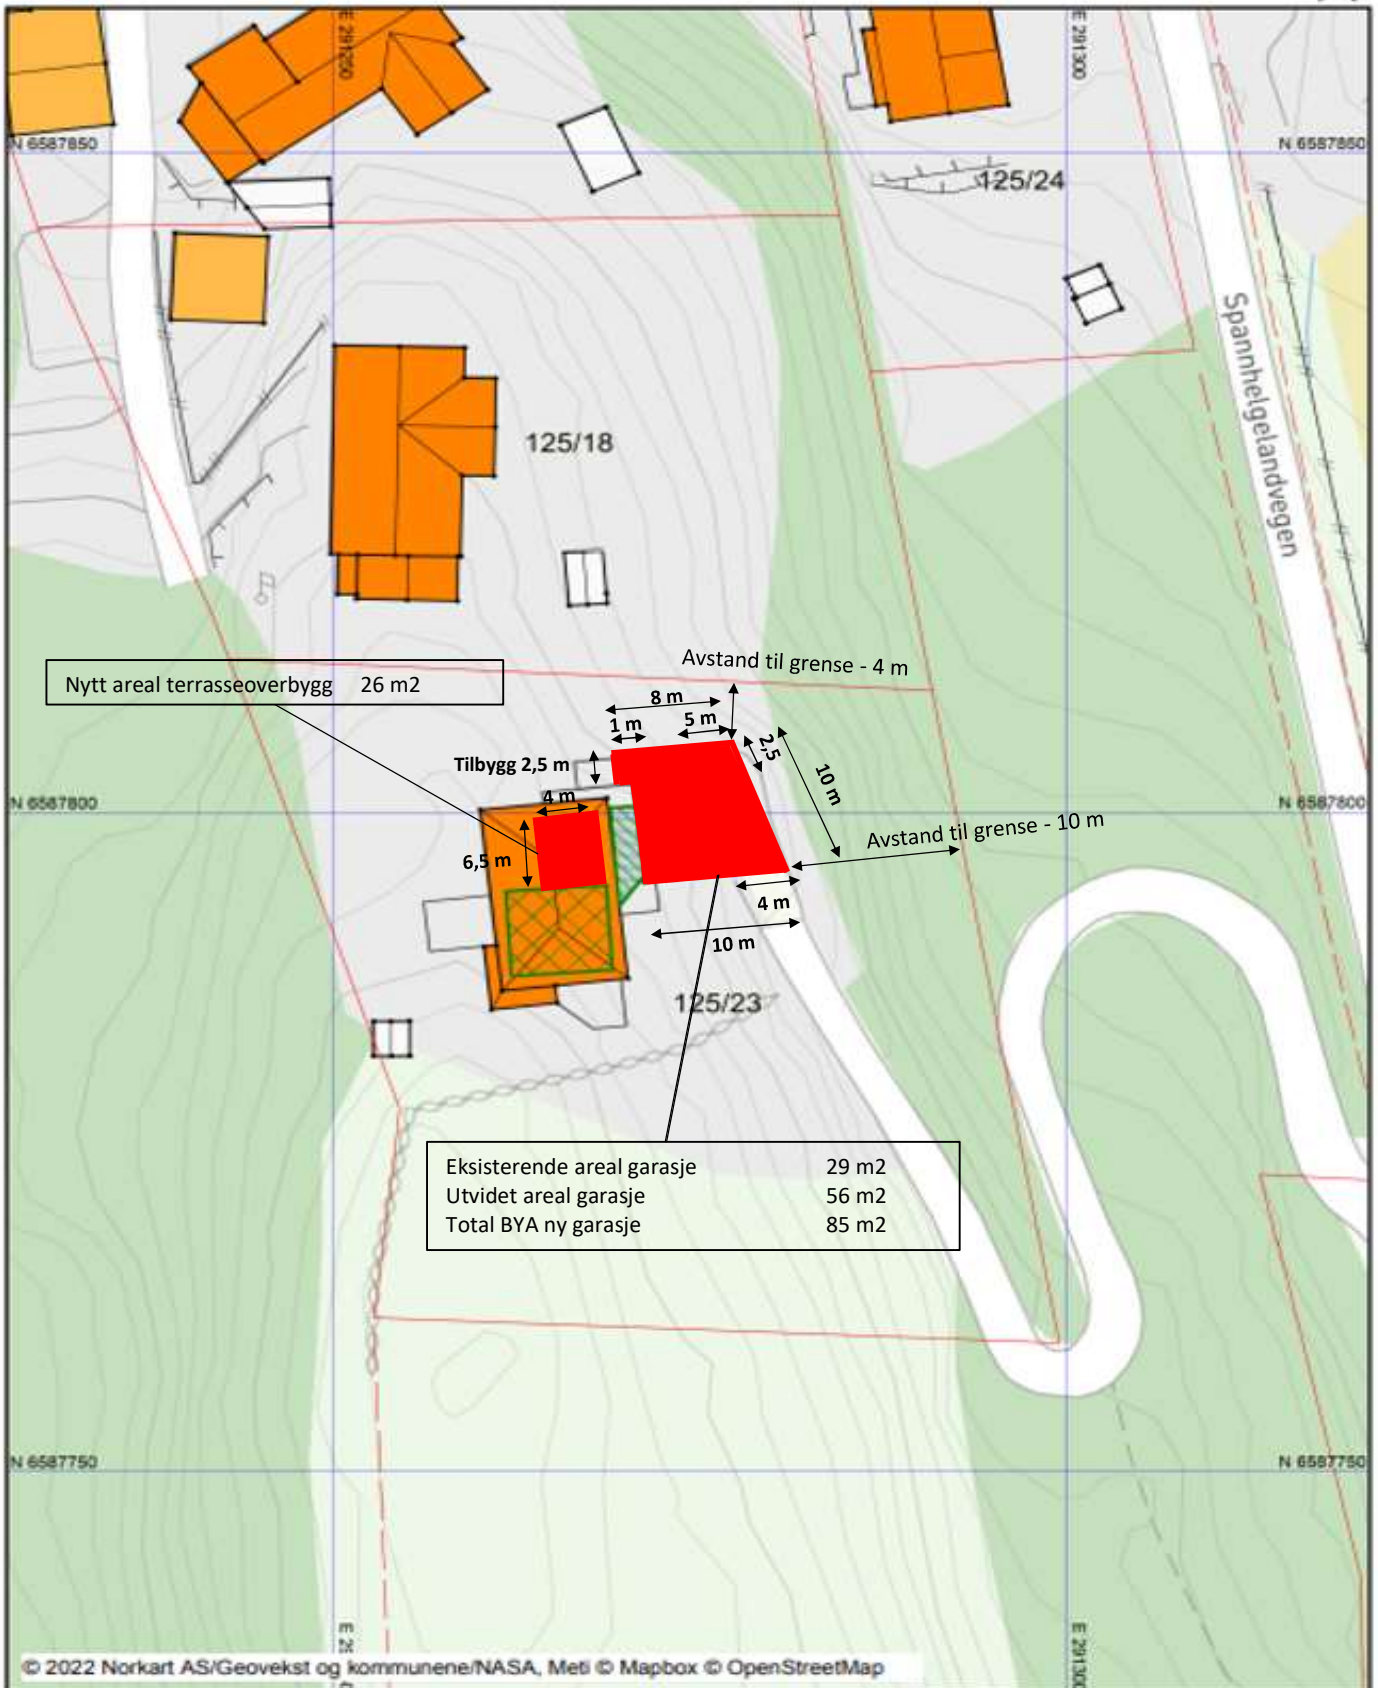 E 291250
E 291300
N 6587850
N 6587850
125/24
Spannhelgelandvegen
125/18
Avstand til grense - 4 m
Nytt areal terrasseoverbygg 26 m2
8 m
1 m
5 m
2,5
Tilbygg 2,5 m
10 m
4 m
N 6587800
N 6587800
Avstand til grense - 10 m
6,5 m
4 m
10 m
125/23
Eksisterende areal garasje 29 m2
Utvidet areal garasje 56 m2
Total BYA ny garasje 85 m2
N 6587750
N 6587750
E 291300
© 2022 Norkart AS/Geovekst og kommunene/NASA, Meti © Mapbox © OpenStreetMap